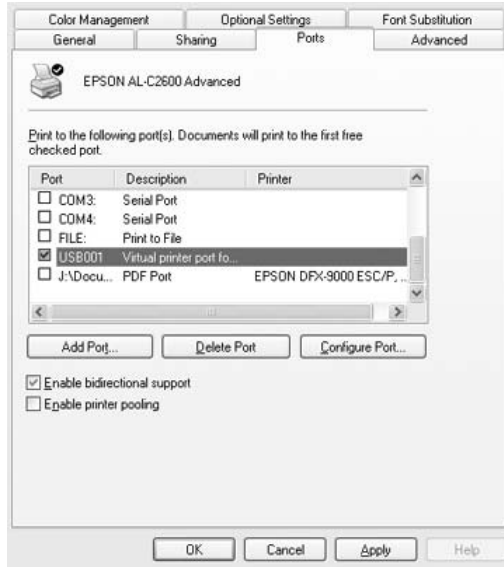 Color Management Optional Settings Font Substitution
General Sharing Ports Advanced
EPSON AL-C2600 Advanced
Print to the following port(s). Documents will print to the first free
checked port.
Port Description Printer
COM3: Serial Port
COM4: Serial Port
FILE: Print to File
USB001 Virtual printer port fo...
J:\Docu... PDF Port EPSON DFX-9000 ESC/P, ...
Add Port... Delete Port Configure Port...
Enable bidirectional support
Enable printer pooling
OK Cancel Apply Help